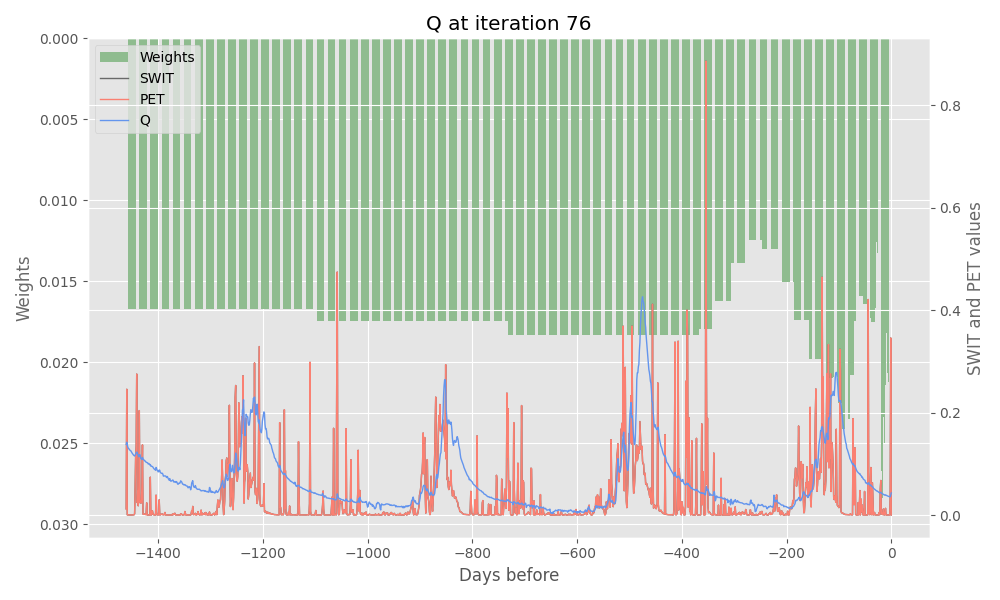 Q at iteration 76
Weights
SWIT
PET
Q
0.000
0.005
0.010
0.015
0.020
0.025
0.030
Weights
0.8
0.6
0.4
0.2
0.0
SWIT and PET values
−1400
−1200
−1000
−800
−600
−400
−200
0
Days before